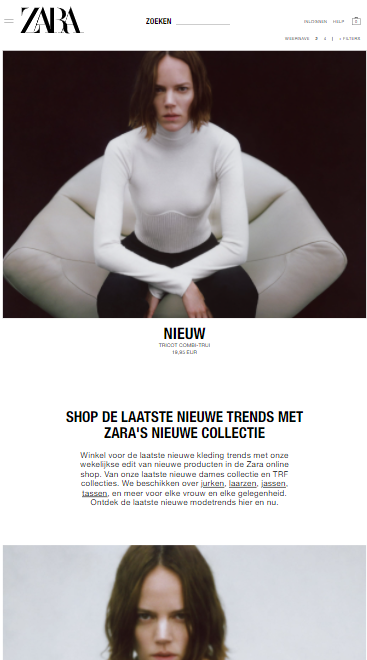 ZARA
ZOEKEN
INLOGGEN HELP 0
WEERGAVE 2 4 | + FILTERS
NIEUW
TRICOT COMBI-TRUI
19,95 EUR
SHOP DE LAATSTE NIEUWE TRENDS MET
ZARA'S NIEUWE COLLECTIE
Winkel voor de laatste nieuwe kleding trends met onze
wekelijkse edit van nieuwe producten in de Zara online
shop. Van onze laatste nieuwe dames collectie en TRF
collecties. We beschikken over jurken, laarzen, jassen,
tassen, en meer voor elke vrouw en elke gelegenheid.
Ontdek de laatste nieuwe modetrends hier en nu.